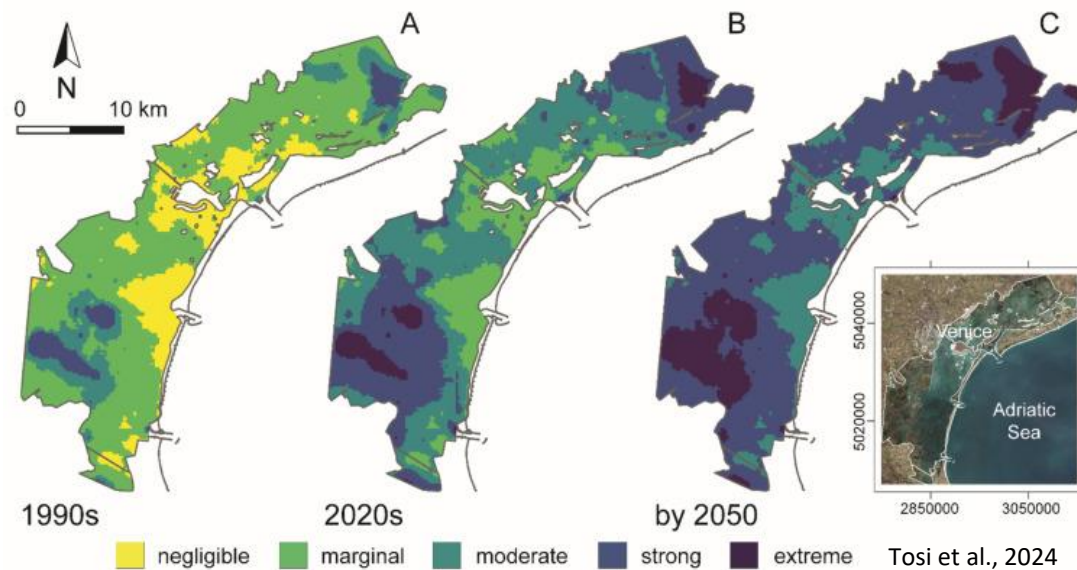 A
B
C
N
0 10 km
Venice
Adriatic
Sea
5040000
5020000
2850000 3050000
1990s 2020s by 2050
negligible marginal moderate strong extreme
Tosi et al., 2024